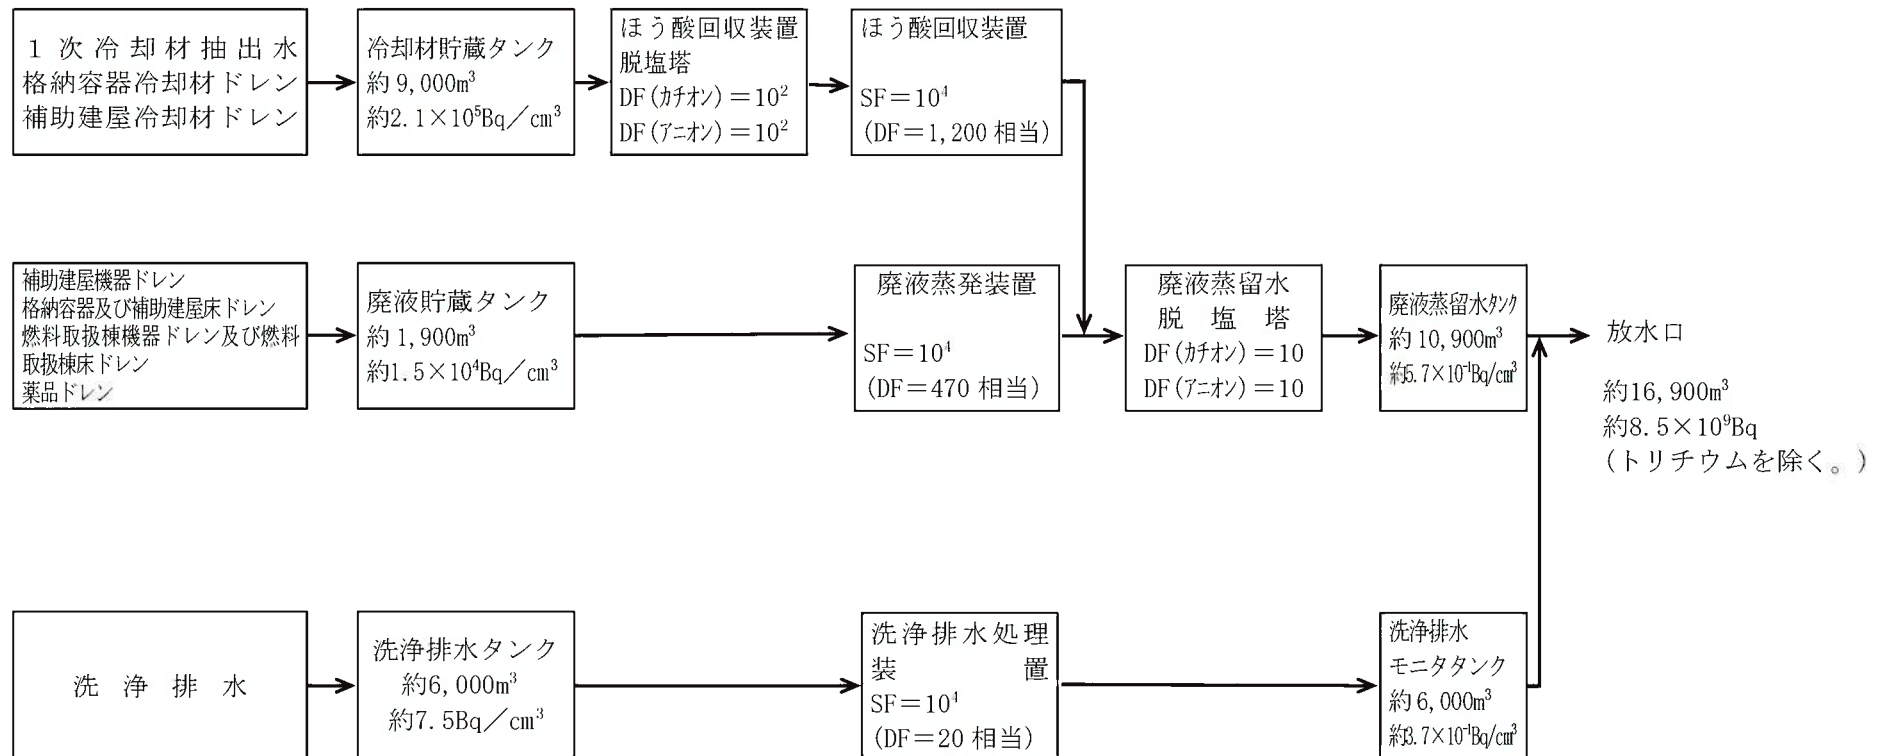 １次冷却材抽出水
格納容器冷却材ドレン
補助建屋冷却材ドレン
冷却材貯蔵タンク
約 9,000m³
約2.1×10⁵Bq／cm³
ほう酸回収装置
脱塩塔
DF(ｶﾁｵﾝ)＝10²
DF(ｱﾆｵﾝ)＝10²
ほう酸回収装置
SF＝10⁴
(DF＝1,200 相当)
補助建屋機器ドレン
格納容器及び補助建屋床ドレン
燃料取扱棟機器ドレン及び燃料
取扱棟床ドレン
薬品ドレン
廃液貯蔵タンク
約 1,900m³
約1.5×10⁴Bq／cm³
廃液蒸発装置
SF＝10⁴
(DF＝470 相当)
廃液蒸留水
脱塩塔
DF(ｶﾁｵﾝ)＝10
DF(ｱﾆｵﾝ)＝10
廃液蒸留水ﾀﾝｸ
約 10,900m³
約5.7×10⁻¹Bq/cm³
放水口
約16,900m³
約8.5×10⁹Bq
（トリチウムを除く。）
洗浄排水
洗浄排水タンク
約6,000m³
約7.5Bq／cm³
洗浄排水処理
装置
SF＝10⁴
(DF＝20 相当)
洗浄排水
モニタタンク
約 6,000m³
約3.7×10⁻¹Bq/cm³